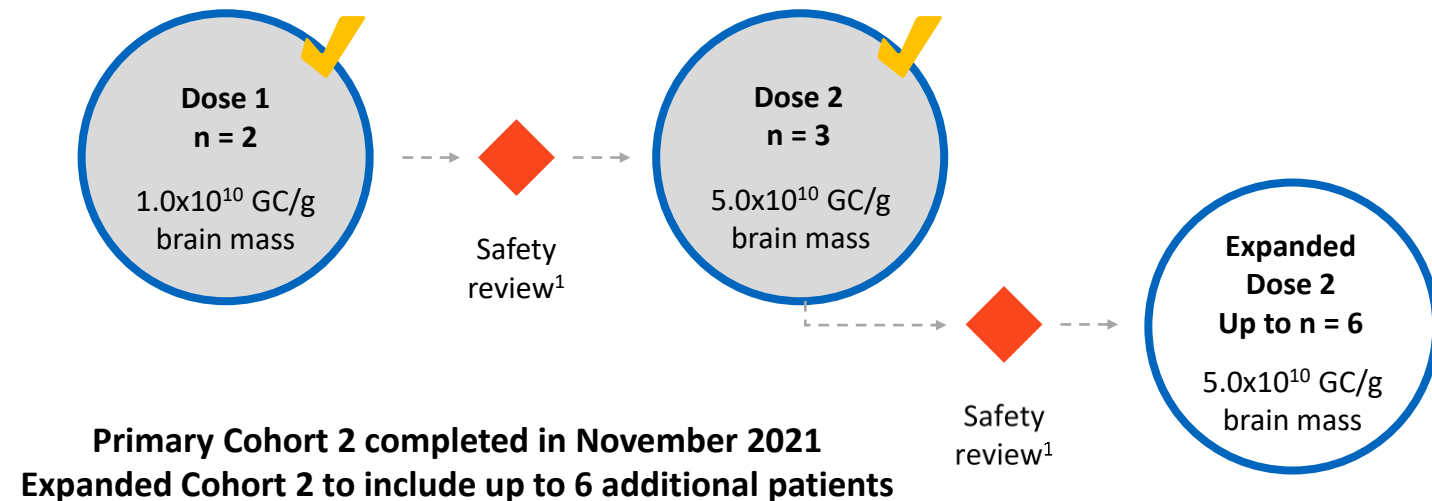 Dose 1
n = 2
1.0x10¹⁰ GC/g
brain mass
Safety
review¹
Dose 2
n = 3
5.0x10¹⁰ GC/g
brain mass
Safety
review¹
Expanded
Dose 2
Up to n = 6
5.0x10¹⁰ GC/g
brain mass
Primary Cohort 2 completed in November 2021
Expanded Cohort 2 to include up to 6 additional patients